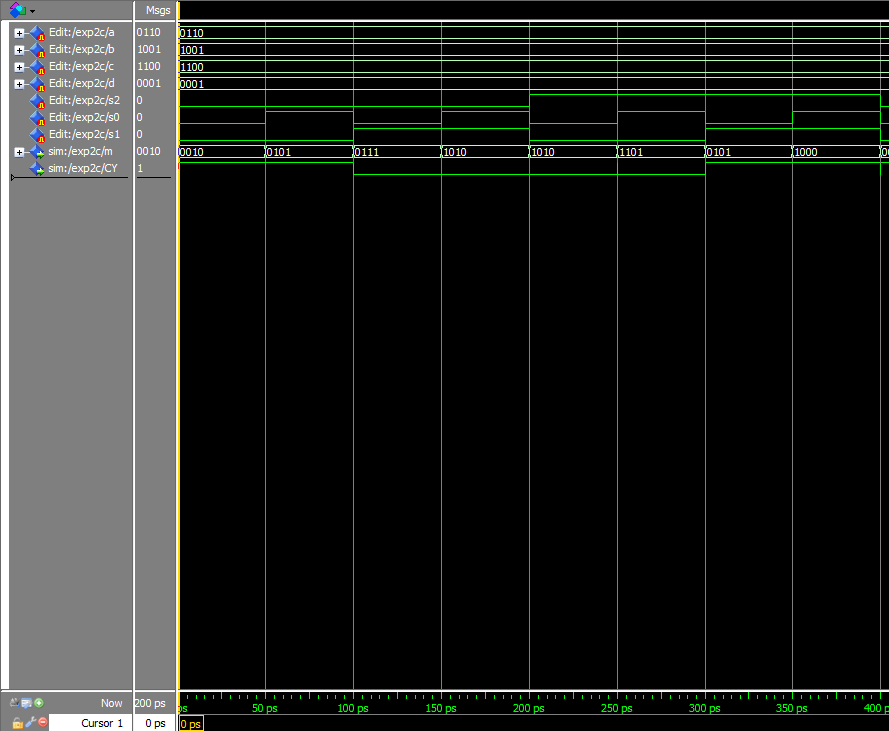 Msgs
Edit:/exp2c/a 0110 0110
Edit:/exp2c/b 1001 1001
Edit:/exp2c/c 1100 1100
Edit:/exp2c/d 0001 0001
Edit:/exp2c/s2 0
Edit:/exp2c/s0 0
Edit:/exp2c/s1 0
sim:/exp2c/m 0010 0010 0101 0111 1010 1010 1101 0101 1000
sim:/exp2c/CY 1
Now 200 ps ps 50 ps 100 ps 150 ps 200 ps 250 ps 300 ps 350 ps 400 p
Cursor 1 0 ps 0 ps